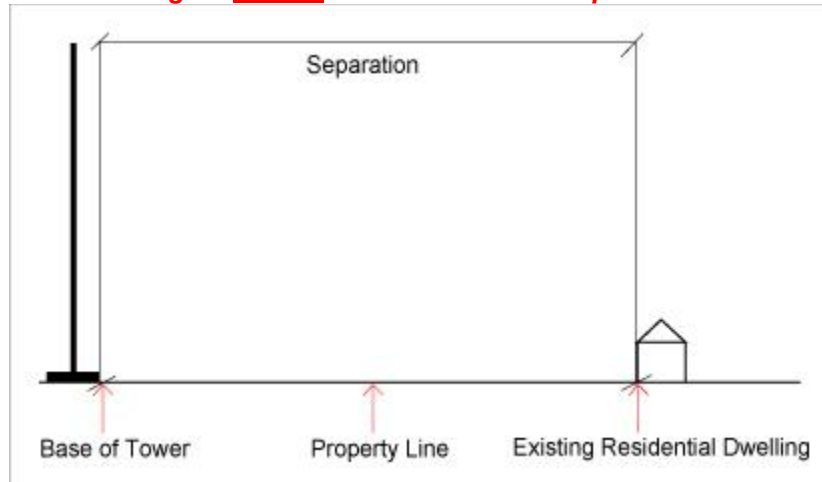 Separation
Base of Tower
Property Line
Existing Residential Dwelling